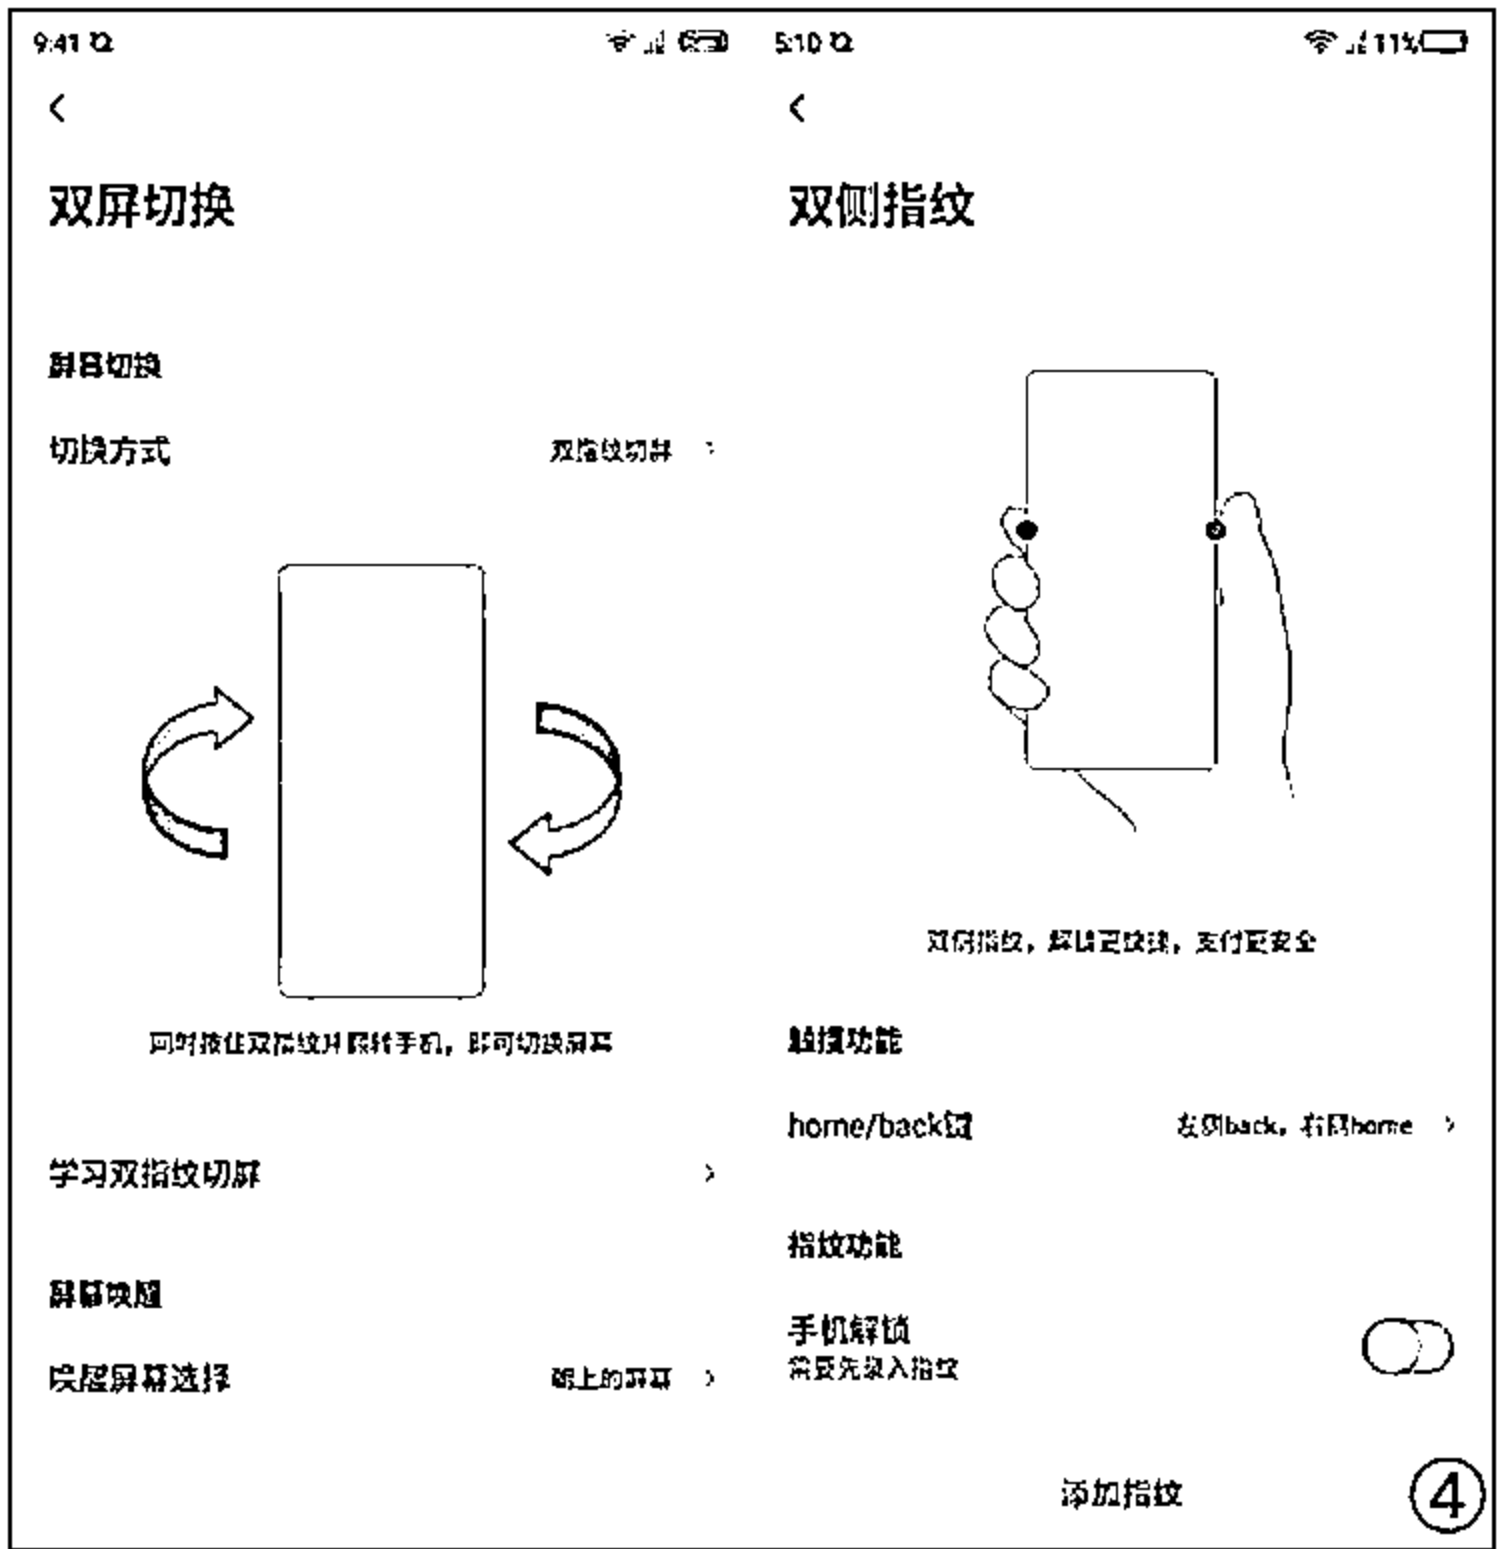 9:41
双屏切换
屏幕切换
切换方式
双指纹切屏
同时按住双指纹并翻转手机，即可切换屏幕
学习双指纹切屏
屏幕唤醒
唤醒屏幕选择
朝上的屏幕
5:10
11%
双侧指纹
双侧指纹，解锁更快捷，支付更安全
触摸功能
home/back键
左侧back，右侧home
指纹功能
手机解锁
需要先录入指纹
添加指纹
④